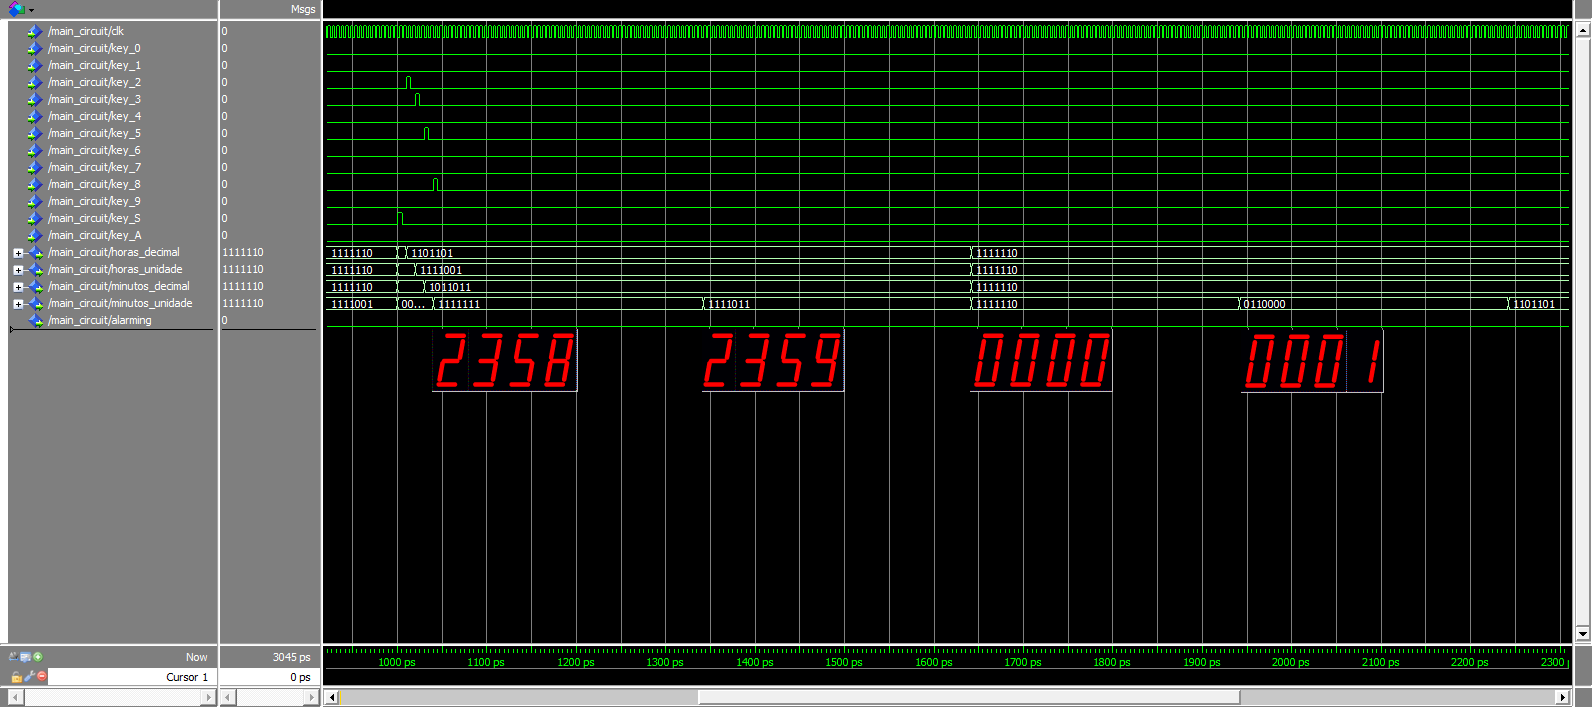 Msgs
/main_circuit/clk 0
/main_circuit/key_0 0
/main_circuit/key_1 0
/main_circuit/key_2 0
/main_circuit/key_3 0
/main_circuit/key_4 0
/main_circuit/key_5 0
/main_circuit/key_6 0
/main_circuit/key_7 0
/main_circuit/key_8 0
/main_circuit/key_9 0
/main_circuit/key_S 0
/main_circuit/key_A 0
/main_circuit/horas_decimal 1111110 1111110 1101101 1111110
/main_circuit/horas_unidade 1111110 1111110 1111001 1111110
/main_circuit/minutos_decimal 1111110 1111110 1011011 1111110
/main_circuit/minutos_unidade 1111110 1111001 00... 1111111 1111011 1111110 0110000 1101101
/main_circuit/alarming 0
2358 2359 0000 0001
Now 3045 ps
1000 ps 1100 ps 1200 ps 1300 ps 1400 ps 1500 ps 1600 ps 1700 ps 1800 ps 1900 ps 2000 ps 2100 ps 2200 ps 2300
Cursor 1 0 ps